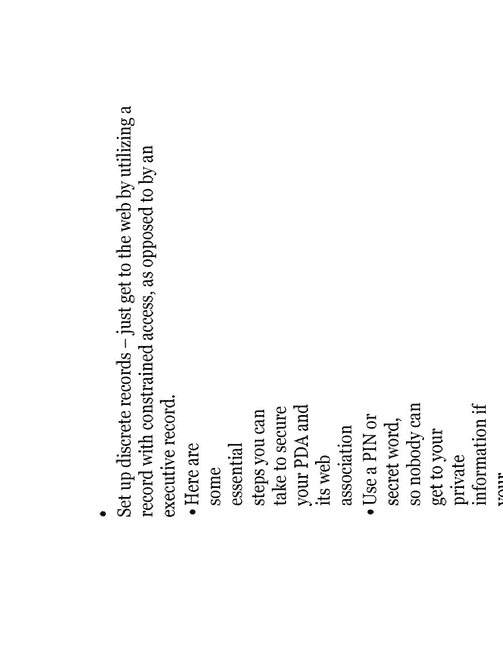 •
Set up discrete records – just get to the web by utilizing a
record with constrained access, as opposed to by an
executive record.
• Here are
some
essential
steps you can
take to secure
your PDA and
its web
association
• Use a PIN or
secret word,
so nobody can
get to your
private
information if
your